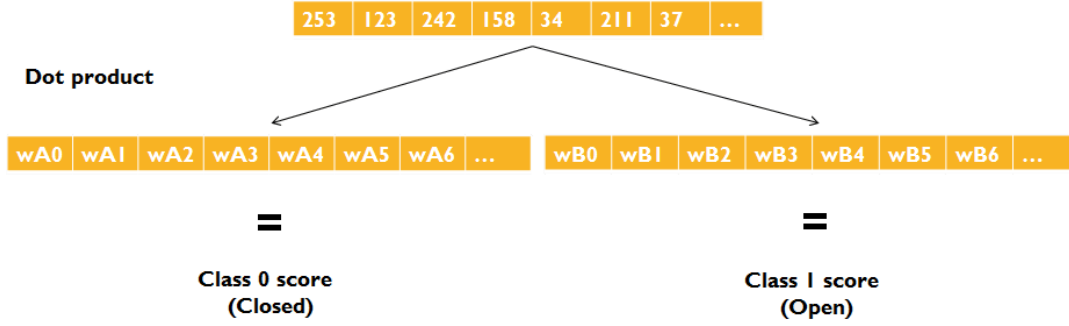 253 123 242 158 34 211 37 ...
Dot product
wA0 wA1 wA2 wA3 wA4 wA5 wA6 ...
wB0 wB1 wB2 wB3 wB4 wB5 wB6 ...
= =
Class 0 score
(Closed)
Class 1 score
(Open)